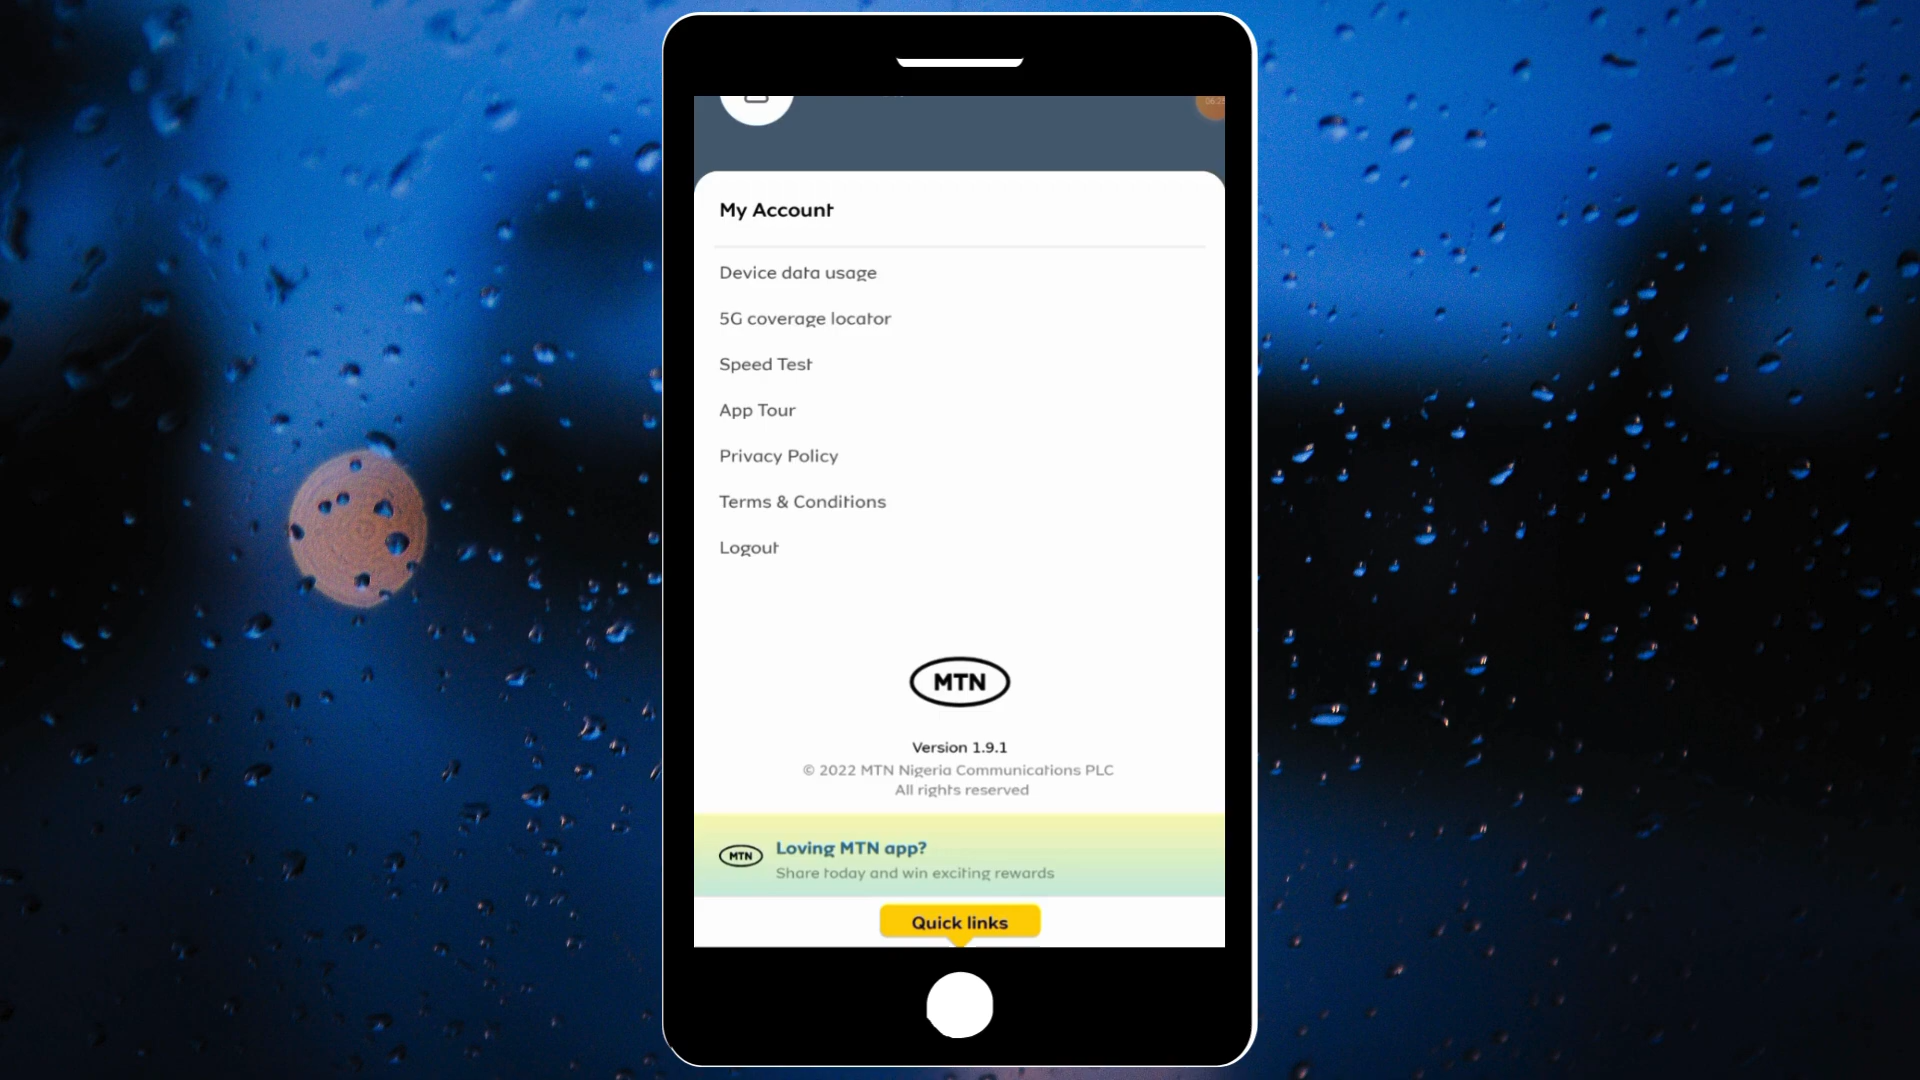 My Account
Device data usage
5G coverage locator
Speed Test
App Tour
Privacy Policy
Terms & Conditions
Logout
MTN
Version 1.9.1
© 2022 MTN Nigeria Communications PLC
All rights reserved
MTN
Loving MTN app?
Share today and win exciting rewards
Quick links